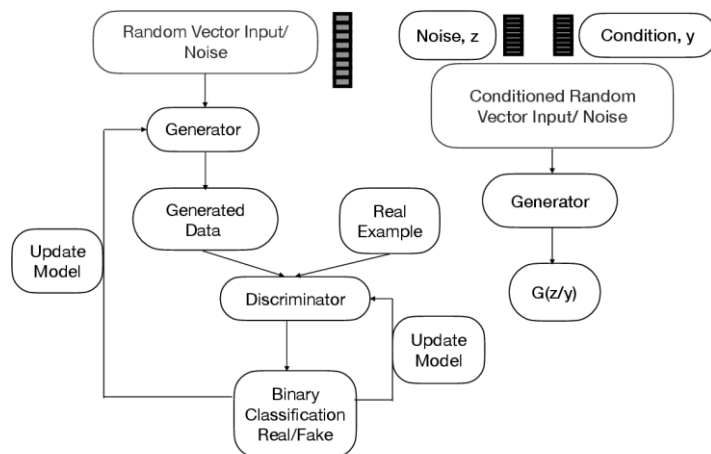 Random Vector Input/
Noise
Generator
Generated
Data
Real
Example
Update
Model
Discriminator
Update
Model
Binary
Classification
Real/Fake
Noise, z
Condition, y
Conditioned Random
Vector Input/ Noise
Generator
G(z/y)